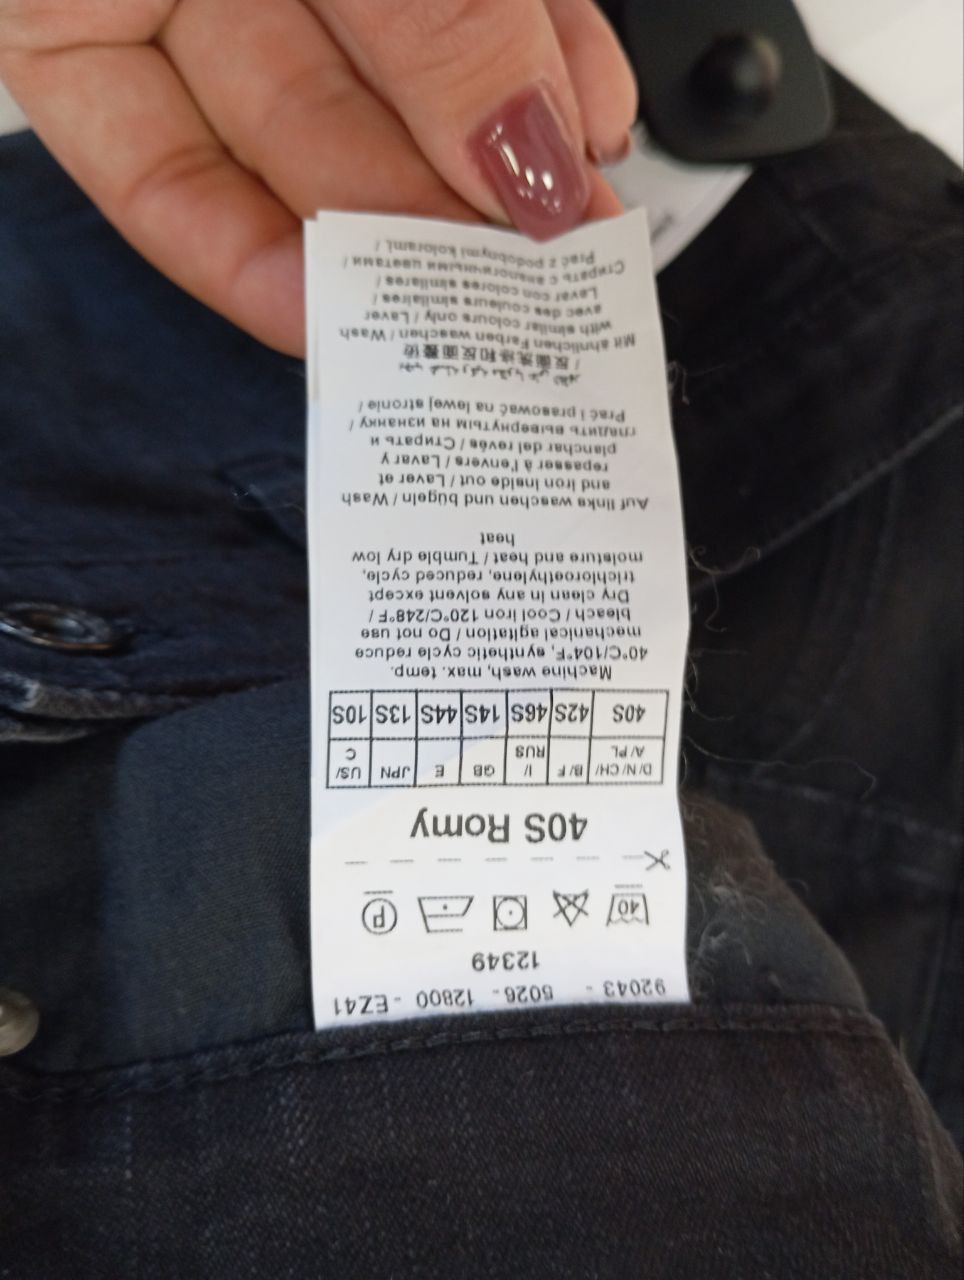 92043 - 5026 - 12800 - EZ41
12349
40
P
40S Romy
D/N/CH/ A/PL B/F I/ RUS GB E JPN US/ C
40S 42S 46S 14S 44S 13S 10S
Machine wash, max. temp.
40°C/104°F, synthetic cycle reduce
mechanical agitation / Do not use
bleach / Cool iron 120°C/248°F /
Dry clean in any solvent except
trichloroethylene, reduced cycle,
moisture and heat / Tumble dry low
heat
Auf links waschen und bügeln / Wash
and iron inside out / Laver et
repasser à l'envers / Lavar y
planchar del revés / Стирать и
гладить вывернутым на изнанку /
Prać i prasować na lewej stronie /
/ 反面洗涤和反面
Mit ähnlichen Farben waschen / Wash
with similar colours only / Laver
avec des couleurs similaires /
Lavar con colores similares /
Стирать с аналогичными цветами /
Prać z podobnymi kolorami. /